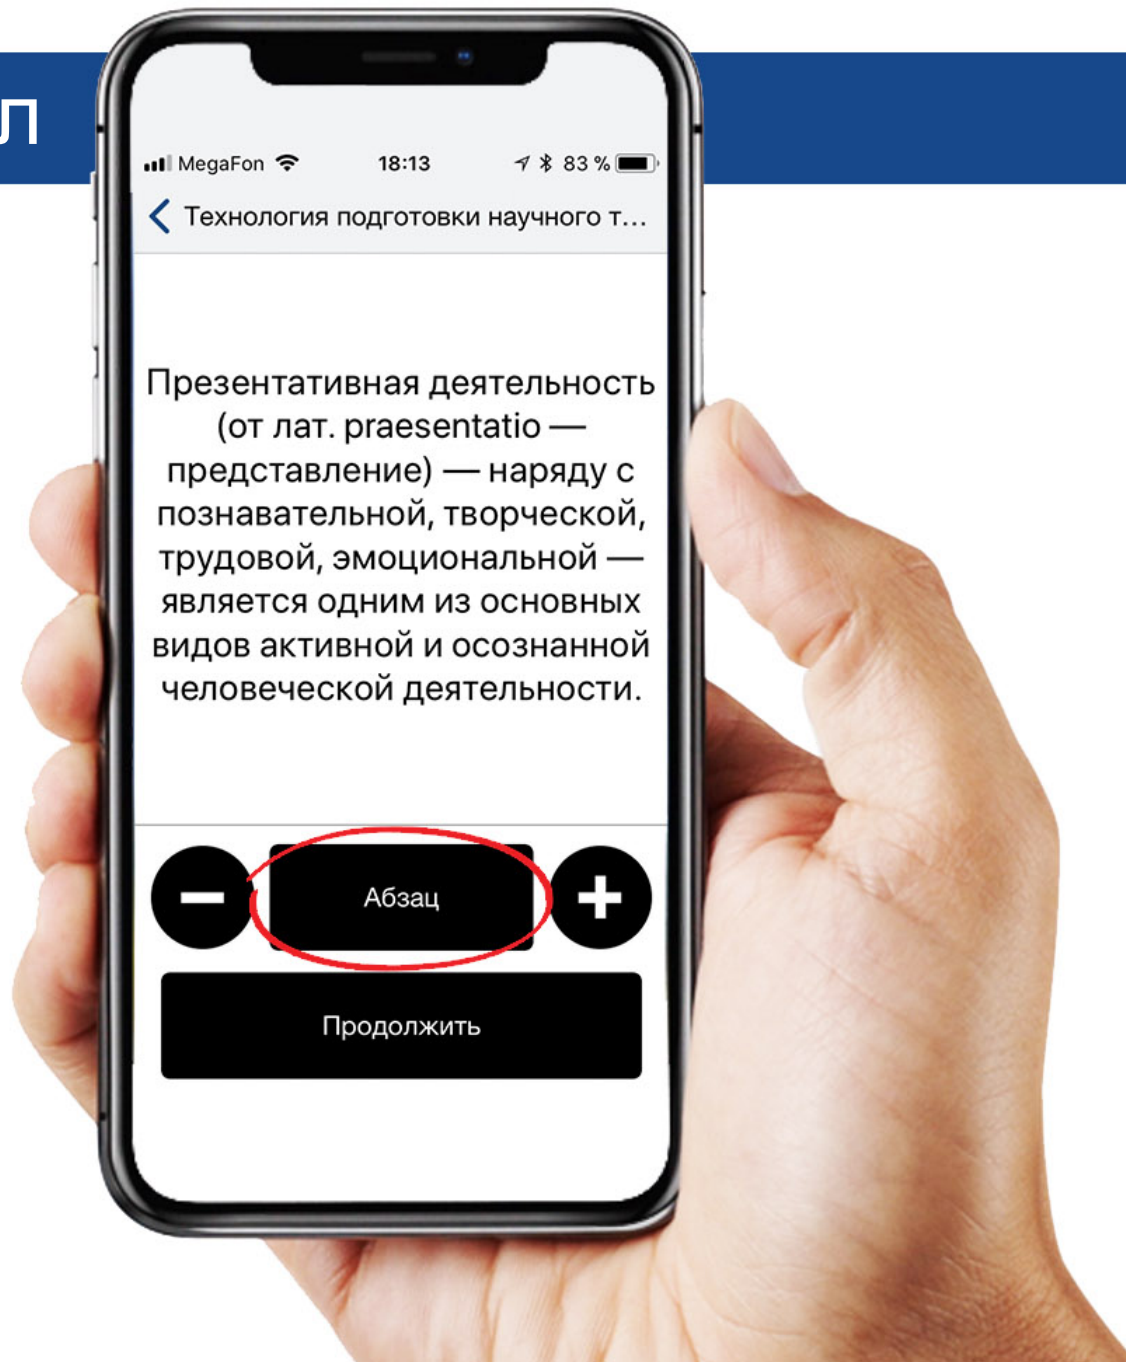 Л
MegaFon 18:13 83 %
Технология подготовки научного т...
Презентативная деятельность
(от лат. praesentatio —
представление) — наряду с
познавательной, творческой,
трудовой, эмоциональной —
является одним из основных
видов активной и осознанной
человеческой деятельности.
− Абзац +
Продолжить